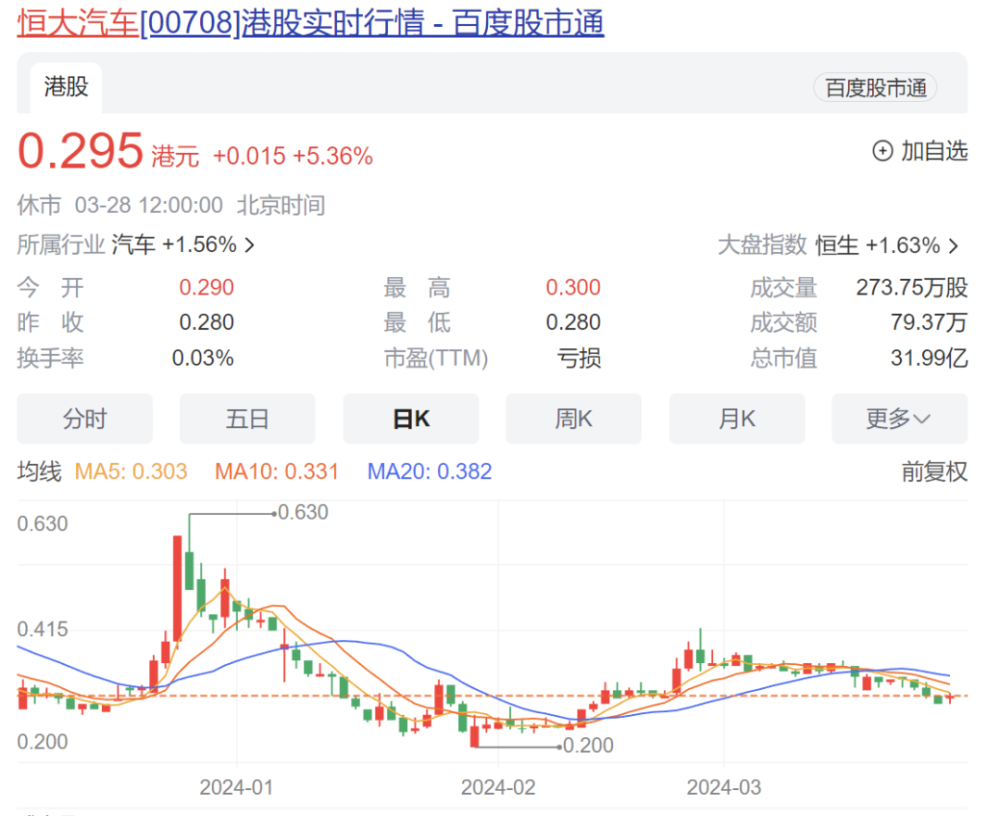 恒大汽车[00708]港股实时行情 - 百度股市通
港股 百度股市通
0.295 港元 +0.015 +5.36% 加自选
休市 03-28 12:00:00 北京时间
所属行业 汽车 +1.56% 大盘指数 恒生 +1.63%
今 开 0.290 最 高 0.300 成交量 273.75万股
昨 收 0.280 最 低 0.280 成交额 79.37万
换手率 0.03% 市盈(TTM) 亏损 总市值 31.99亿
分时 五日 日K 周K 月K 更多
均线 MA5: 0.303 MA10: 0.331 MA20: 0.382 前复权
0.630 0.630
0.415
0.200 0.200
2024-01 2024-02 2024-03